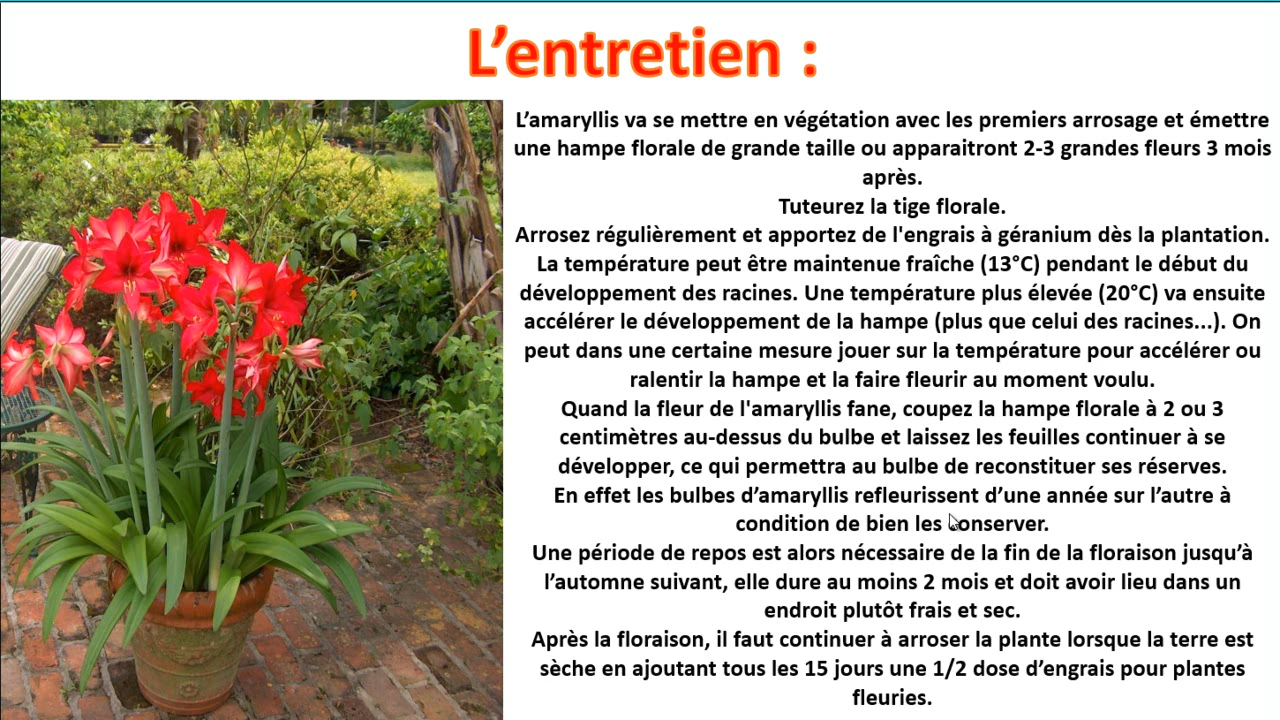 L’entretien :
L’amaryllis va se mettre en végétation avec les premiers arrosage et émettre
une hampe florale de grande taille ou apparaitront 2-3 grandes fleurs 3 mois
après.
Tuteurez la tige florale.
Arrosez régulièrement et apportez de l'engrais à géranium dès la plantation.
La température peut être maintenue fraîche (13°C) pendant le début du
développement des racines. Une température plus élevée (20°C) va ensuite
accélérer le développement de la hampe (plus que celui des racines...). On
peut dans une certaine mesure jouer sur la température pour accélérer ou
ralentir la hampe et la faire fleurir au moment voulu.
Quand la fleur de l'amaryllis fane, coupez la hampe florale à 2 ou 3
centimètres au-dessus du bulbe et laissez les feuilles continuer à se
développer, ce qui permettra au bulbe de reconstituer ses réserves.
En effet les bulbes d’amaryllis refleurissent d’une année sur l’autre à
condition de bien les conserver.
Une période de repos est alors nécessaire de la fin de la floraison jusqu’à
l’automne suivant, elle dure au moins 2 mois et doit avoir lieu dans un
endroit plutôt frais et sec.
Après la floraison, il faut continuer à arroser la plante lorsque la terre est
sèche en ajoutant tous les 15 jours une 1/2 dose d’engrais pour plantes
fleuries.